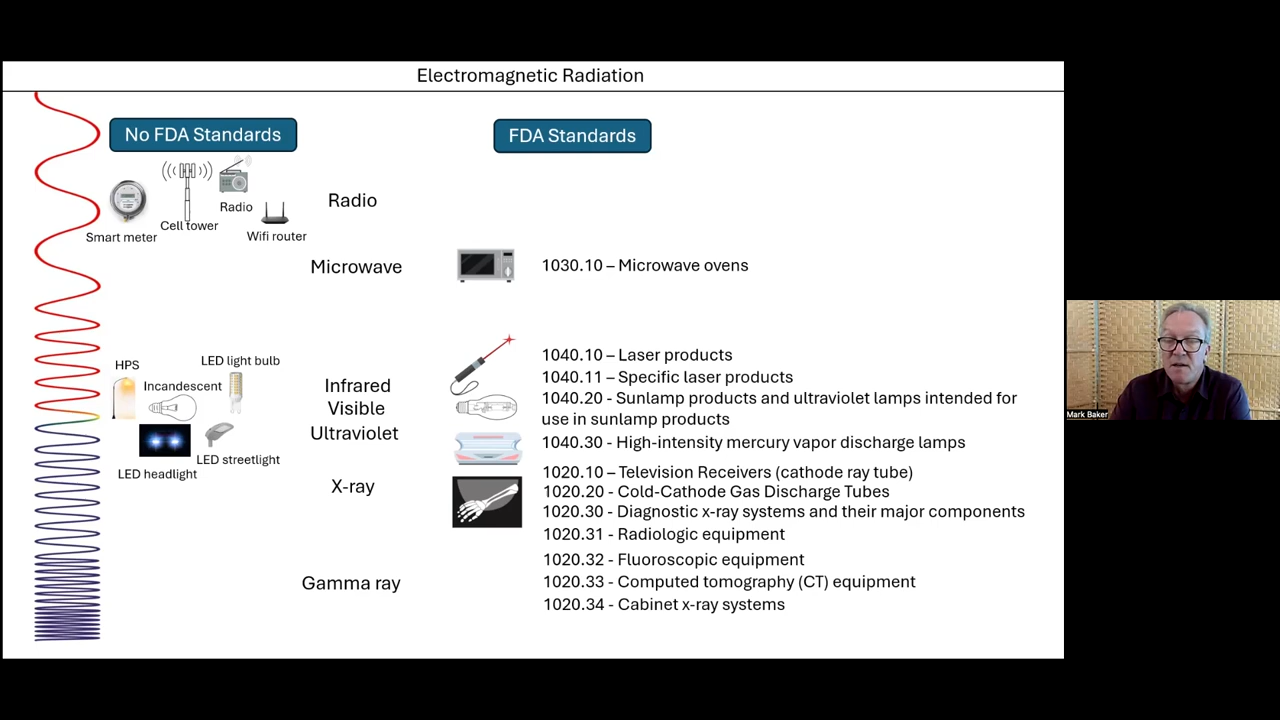 Electromagnetic Radiation
No FDA Standards
FDA Standards
Radio
Smart meter
Cell tower
Wifi router
Radio
Microwave
1030.10 – Microwave ovens
HPS
LED light bulb
Incandescent
LED headlight
LED streetlight
Infrared
Visible
Ultraviolet
1040.10 – Laser products
1040.11 – Specific laser products
1040.20 - Sunlamp products and ultraviolet lamps intended for
use in sunlamp products
1040.30 - High-intensity mercury vapor discharge lamps
X-ray
1020.10 – Television Receivers (cathode ray tube)
1020.20 - Cold-Cathode Gas Discharge Tubes
1020.30 - Diagnostic x-ray systems and their major components
1020.31 - Radiologic equipment
1020.32 - Fluoroscopic equipment
Gamma ray
1020.33 - Computed tomography (CT) equipment
1020.34 - Cabinet x-ray systems
Mark Baker